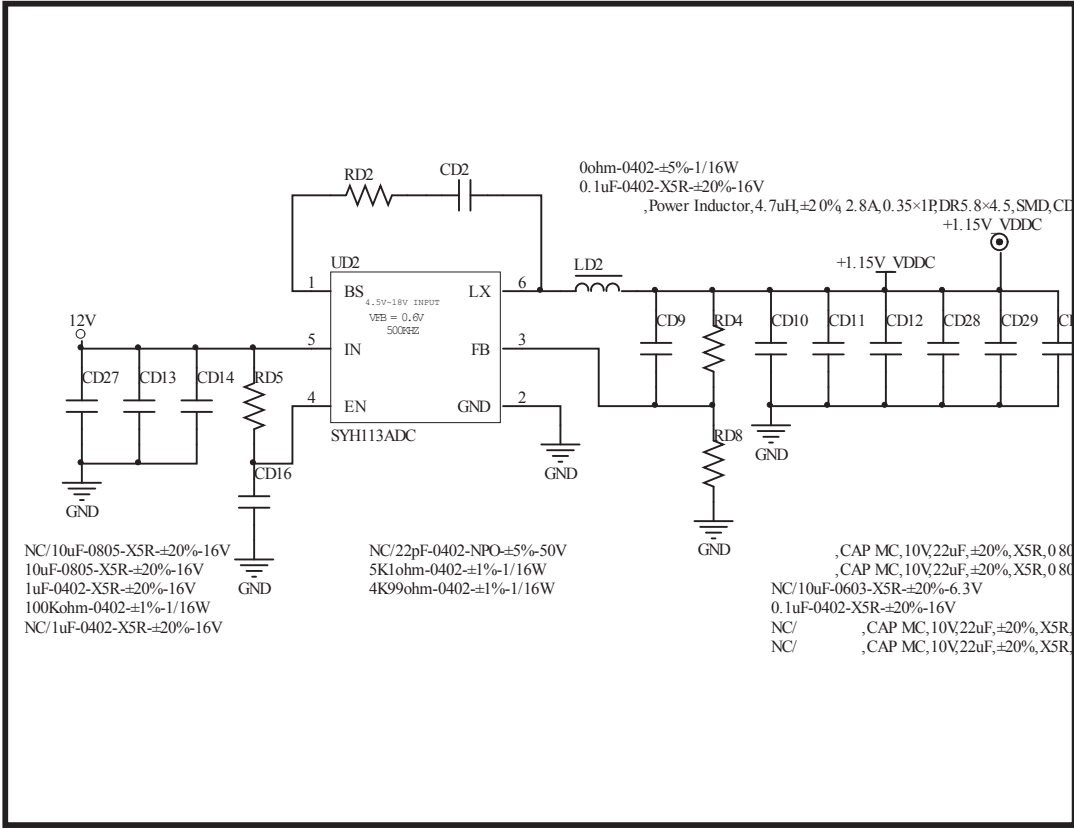 0ohm-0402-±5%-1/16W
0.1uF-0402-X5R-±20%-16V
,Power Inductor,4.7uH,±20%,2.8A,0.35×1P,DR5.8×4.5,SMD,CD
RD2
CD2
+1.15V_VDDC
UD2
LD2
+1.15V_VDDC
1
BS
LX
6
4.5V~18V INPUT
VFB = 0.6V
500KHZ
12V
5
IN
FB
3
CD9
RD4
CD10
CD11
CD12
CD28
CD29
CD27
CD13
CD14
RD5
4
EN
GND
2
SYH113ADC
GND
RD8
GND
CD16
GND
GND
GND
NC/10uF-0805-X5R-±20%-16V
10uF-0805-X5R-±20%-16V
1uF-0402-X5R-±20%-16V
100Kohm-0402-±1%-1/16W
NC/1uF-0402-X5R-±20%-16V
NC/22pF-0402-NPO-±5%-50V
5K1ohm-0402-±1%-1/16W
4K99ohm-0402-±1%-1/16W
,CAP MC,10V,22uF,±20%,X5R,080
,CAP MC,10V,22uF,±20%,X5R,080
NC/10uF-0603-X5R-±20%-6.3V
0.1uF-0402-X5R-±20%-16V
NC/ ,CAP MC,10V,22uF,±20%,X5R,
NC/ ,CAP MC,10V,22uF,±20%,X5R,